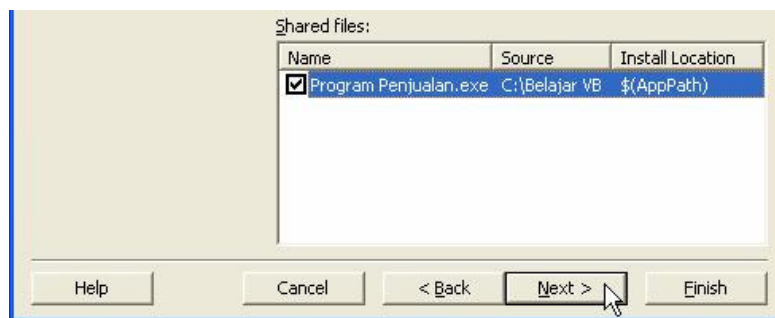 Shared files:
Name Source Install Location
Program Penjualan.exe C:\Belajar VB $(AppPath)
Help Cancel < Back Next > Finish